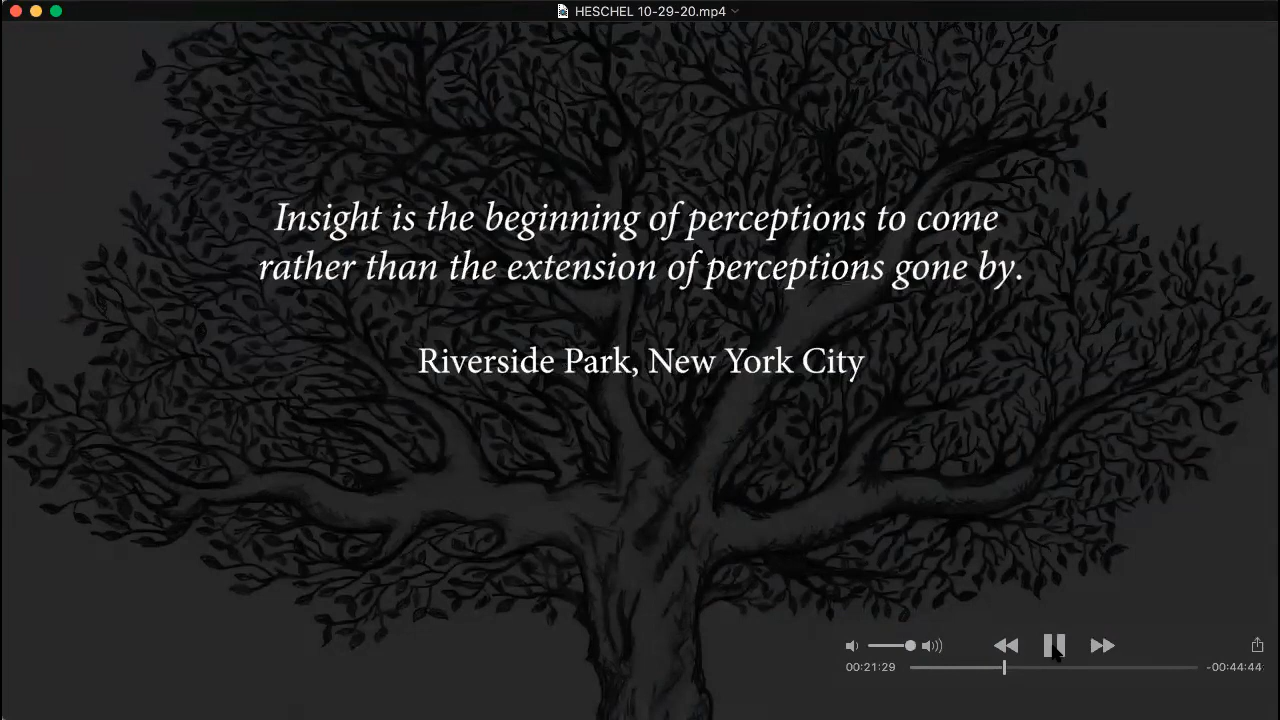 HESCHEL 10-29-20.mp4
Insight is the beginning of perceptions to come
rather than the extension of perceptions gone by.
Riverside Park, New York City
00:21:29
-00:44:44